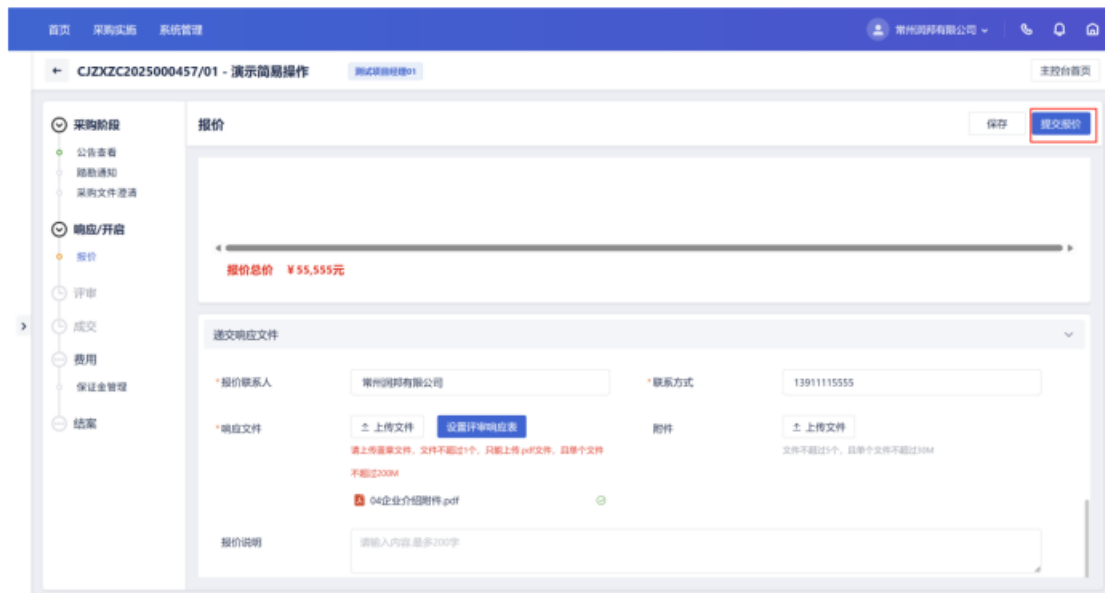 首页 采购实施 系统管理 常州润邦有限公司
CJZXZC2025000457/01 - 演示简易操作 测试项目经理01 主控台首页
采购阶段
公告查看
踏勘通知
采购文件澄清
响应/开启
报价
评审
成交
费用
保证金管理
结案
报价 保存 提交报价
报价总价 ¥55,555元
递交响应文件
*报价联系人 常州润邦有限公司 *联系方式 13911115555
*响应文件 上传文件 设置评审响应表 附件 上传文件
请上传盖章文件，文件不超过1个，只能上传.pdf文件，且单个文件 文件不超过5个，且单个文件不超过30M
不超过200M
04企业介绍附件.pdf
报价说明 请输入内容,最多200字